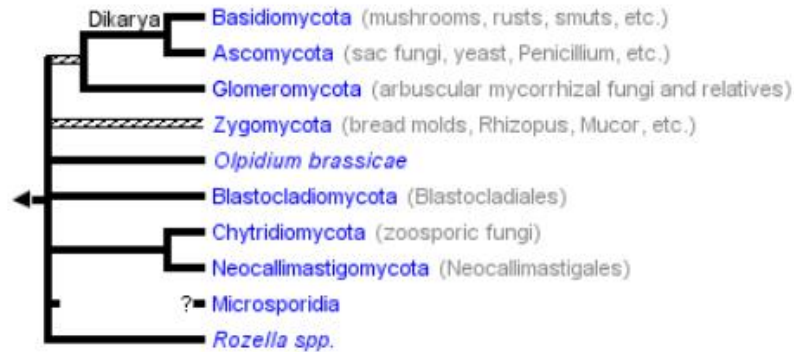 Dikarya
Basidiomycota (mushrooms, rusts, smuts, etc.)
Ascomycota (sac fungi, yeast, Penicillium, etc.)
Glomeromycota (arbuscular mycorrhizal fungi and relatives)
Zygomycota (bread molds, Rhizopus, Mucor, etc.)
Olpidium brassicae
Blastocladiomycota (Blastocladiales)
Chytridiomycota (zoosporic fungi)
Neocallimastigomycota (Neocallimastigales)
? Microsporidia
Rozella spp.